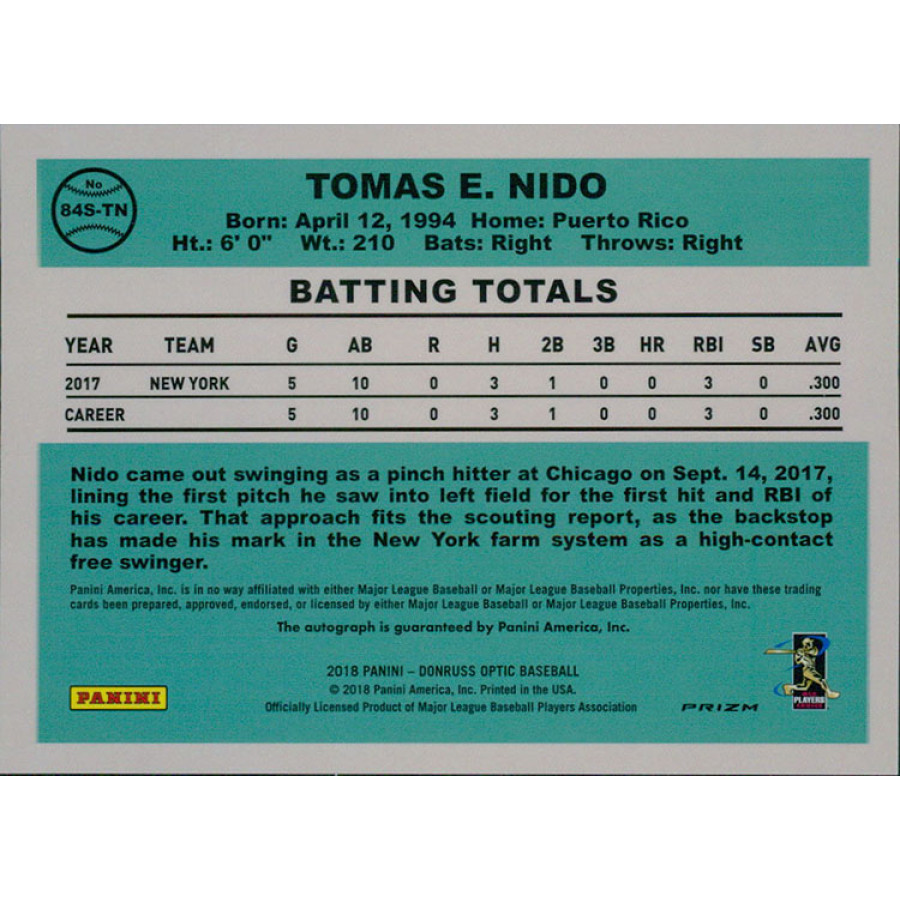 No
84S-TN
TOMAS E. NIDO
Born: April 12, 1994 Home: Puerto Rico
Ht.: 6' 0" Wt.: 210 Bats: Right Throws: Right
BATTING TOTALS
YEAR TEAM G AB R H 2B 3B HR RBI SB AVG
2017 NEW YORK 5 10 0 3 1 0 0 3 0 .300
CAREER 5 10 0 3 1 0 0 3 0 .300
Nido came out swinging as a pinch hitter at Chicago on Sept. 14, 2017,
lining the first pitch he saw into left field for the first hit and RBI of
his career. That approach fits the scouting report, as the backstop
has made his mark in the New York farm system as a high-contact
free swinger.
Panini America, Inc. is in no way affiliated with either Major League Baseball or Major League Baseball Properties, Inc. nor have these trading
cards been prepared, approved, endorsed, or licensed by either Major League Baseball or Major League Baseball Properties, Inc.
The autograph is guaranteed by Panini America, Inc.
2018 PANINI – DONRUSS OPTIC BASEBALL
© 2018 Panini America, Inc. Printed in the USA.
Officially Licensed Product of Major League Baseball Players Association
PANINI
PRIZM
PLAYERS